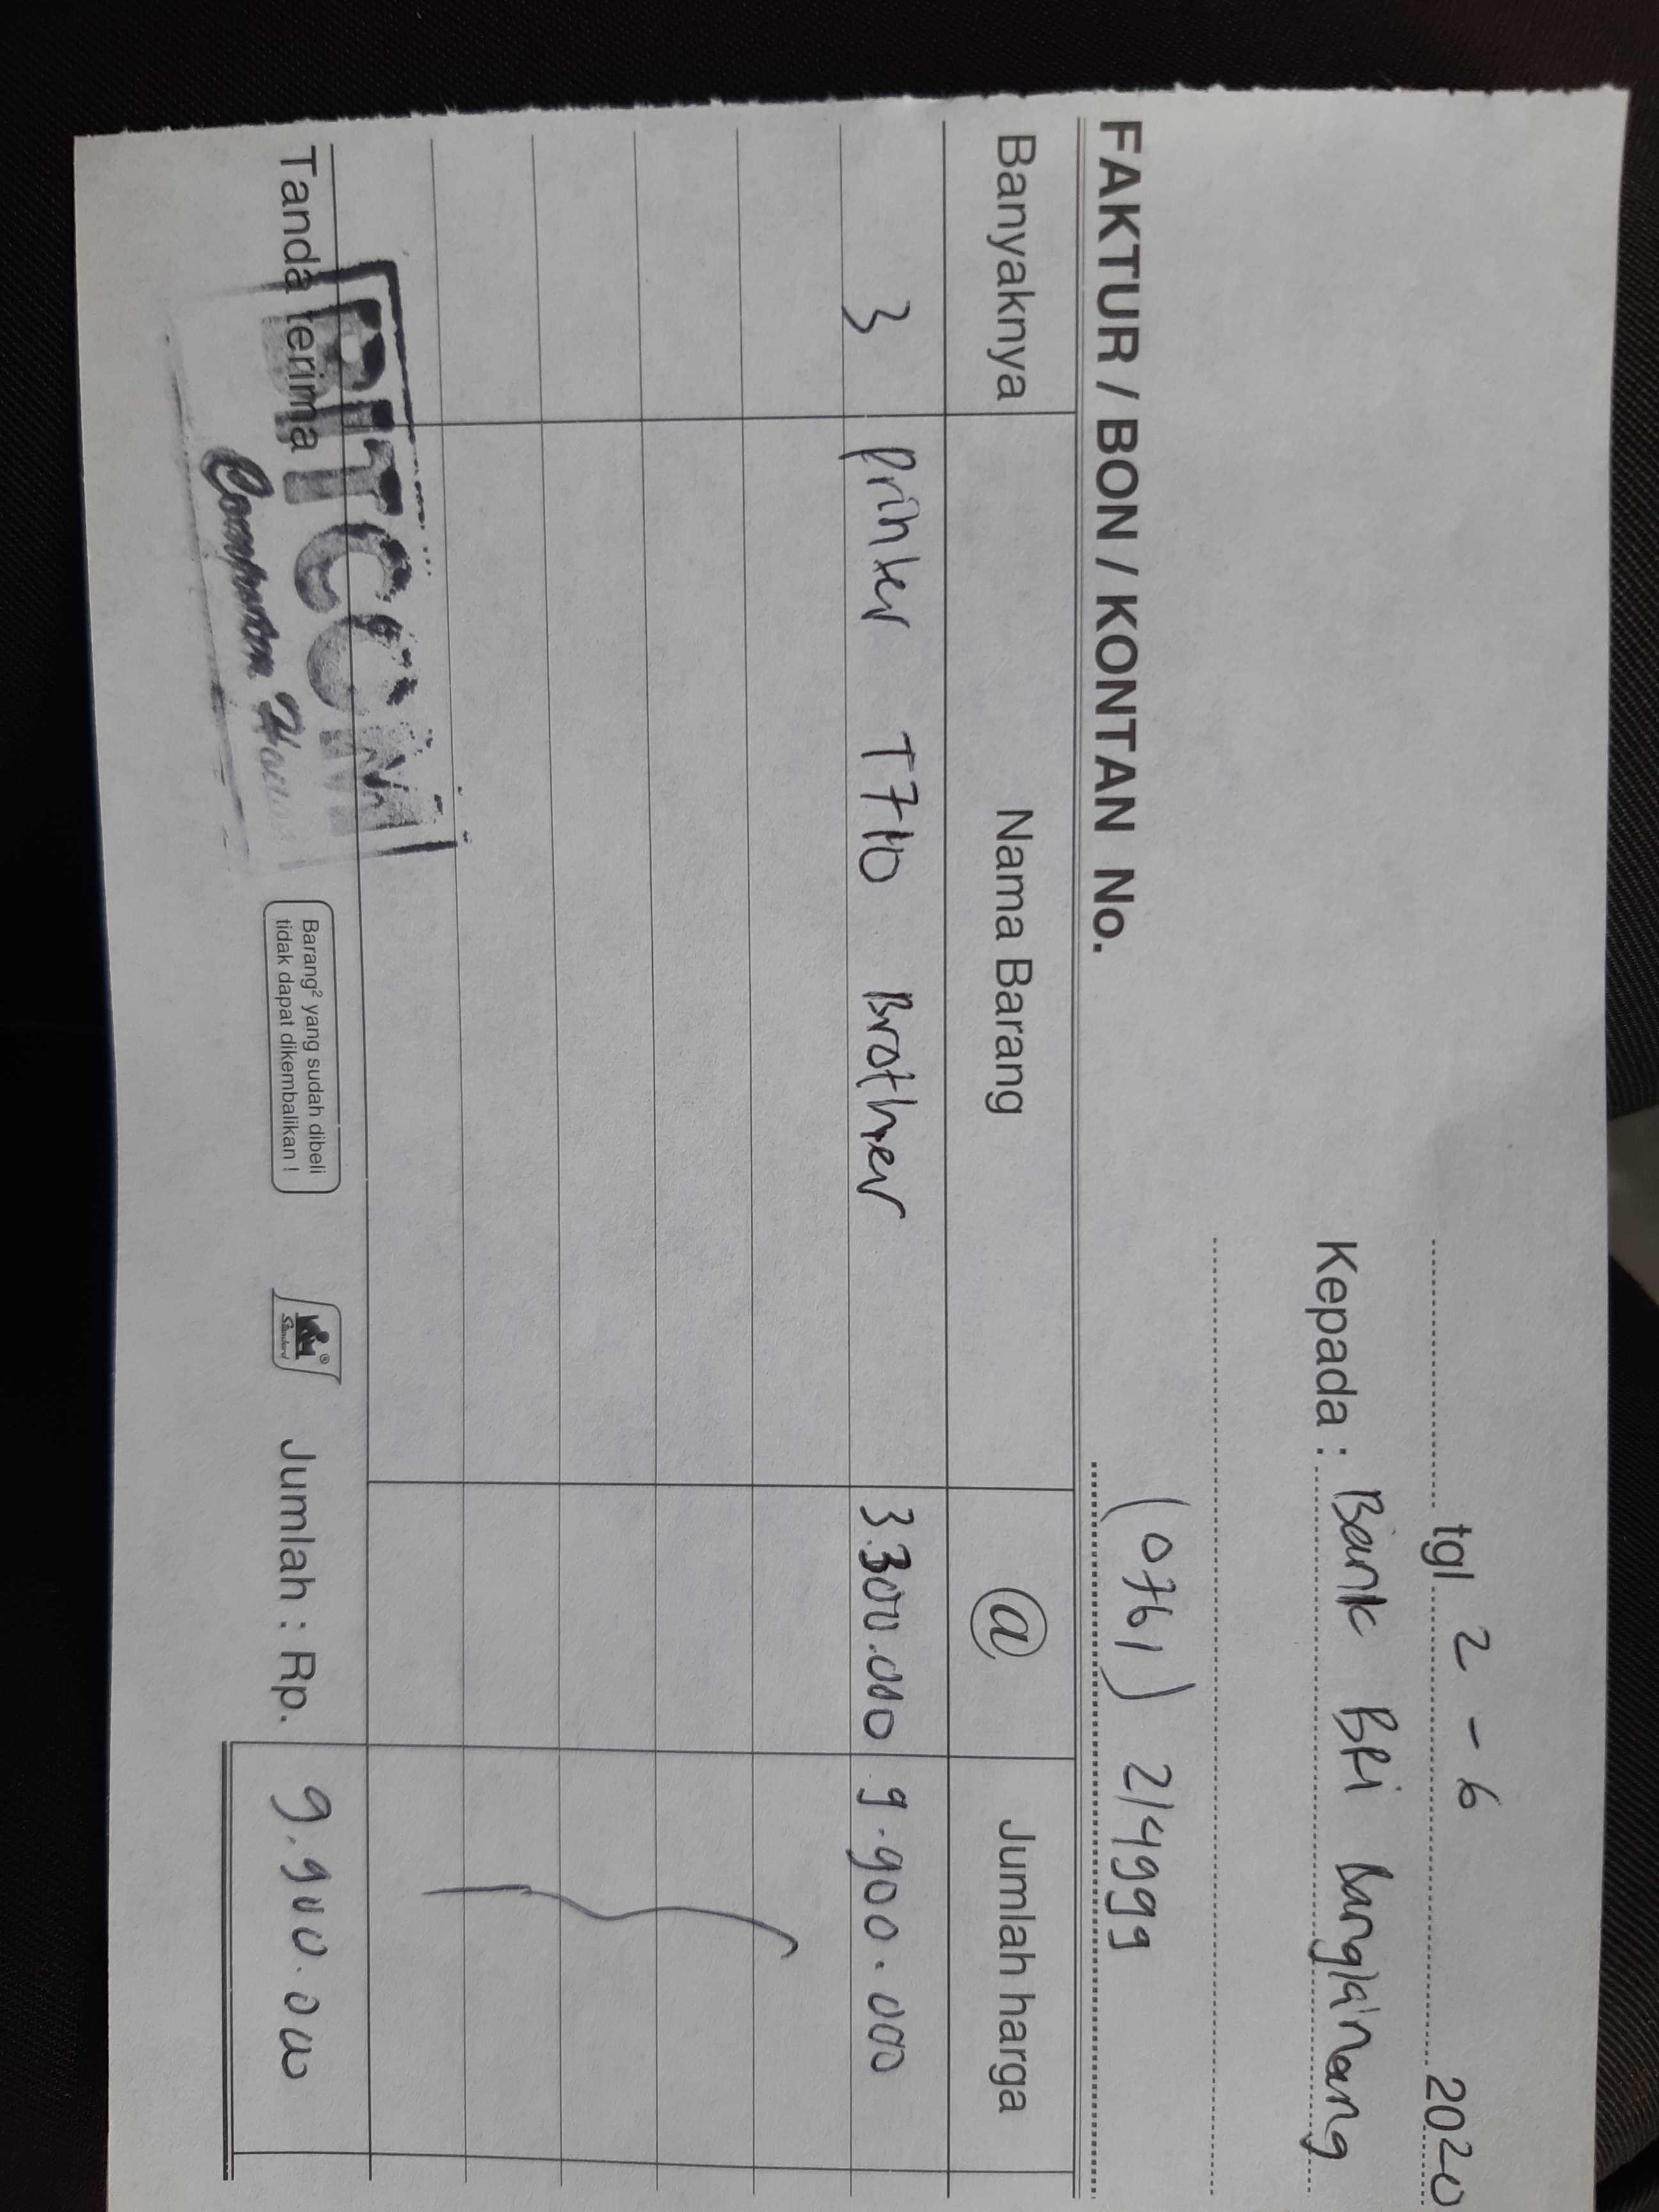 tgl 2 - 6 2020
Kepada : Bank BRI Bangkinang
FAKTUR / BON / KONTAN No. (0761) 214999
Banyaknya Nama Barang @ Jumlah harga
3 Printer T710 Brother 3.300.000 9.900.000
Tanda terima
Barang² yang sudah dibeli
tidak dapat dikembalikan !
Standard
Jumlah : Rp. 9.900.000